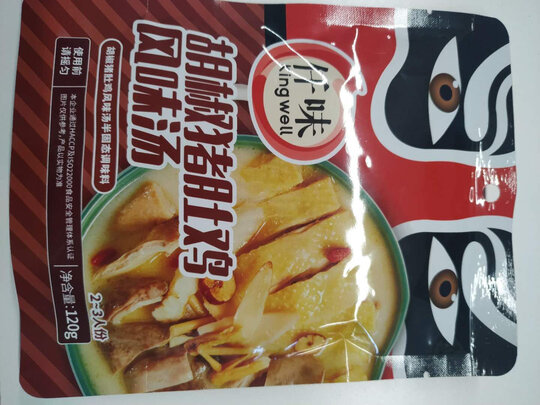 仟味
kingwell
胡椒猪肚鸡
风味汤
胡椒猪肚鸡风味汤半固态调味料
使用前
请摇匀
本企业通过HACCP及ISO22000食品安全管理体系认证
图片仅供参考,产品以实物为准
2-3人份
净含量:120g